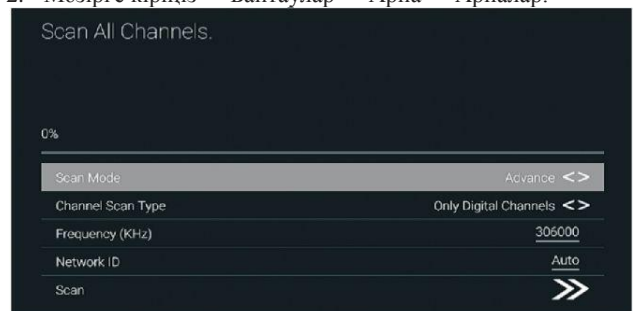 Scan All Channels.
0%
Scan Mode Advance <>
Channel Scan Type Only Digital Channels <>
Frequency (KHz) 306000
Network ID Auto
Scan >>